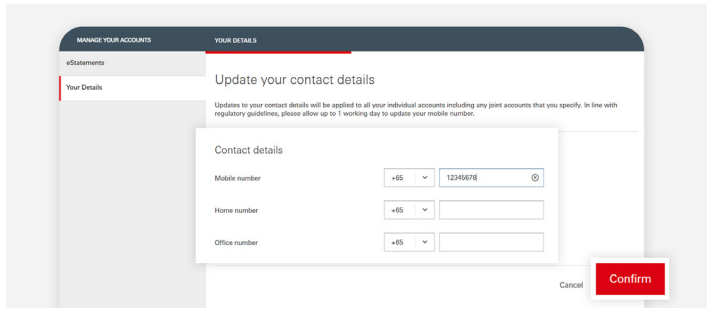 MANAGE YOUR ACCOUNTS
YOUR DETAILS
eStatements
Your Details
Update your contact details
Updates to your contact details will be applied to all your individual accounts including any joint accounts that you specify. In line with
regulatory guidelines, please allow up to 1 working day to update your mobile number.
Contact details
Mobile number +65 12345678
Home number +65
Office number +65
Cancel Confirm